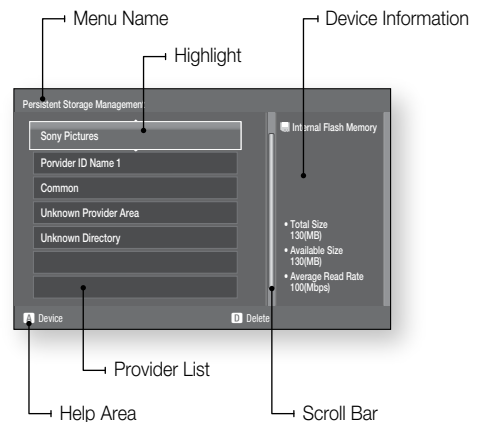 Menu Name
Device Information
Highlight
Persistent Storage Management
Sony Pictures
Porvider ID Name 1
Common
Unknown Provider Area
Unknown Directory
Internal Flash Memory
• Total Size
130(MB)
• Available Size
130(MB)
• Average Read Rate
100(Mbps)
A Device
D Delete
Provider List
Help Area
Scroll Bar